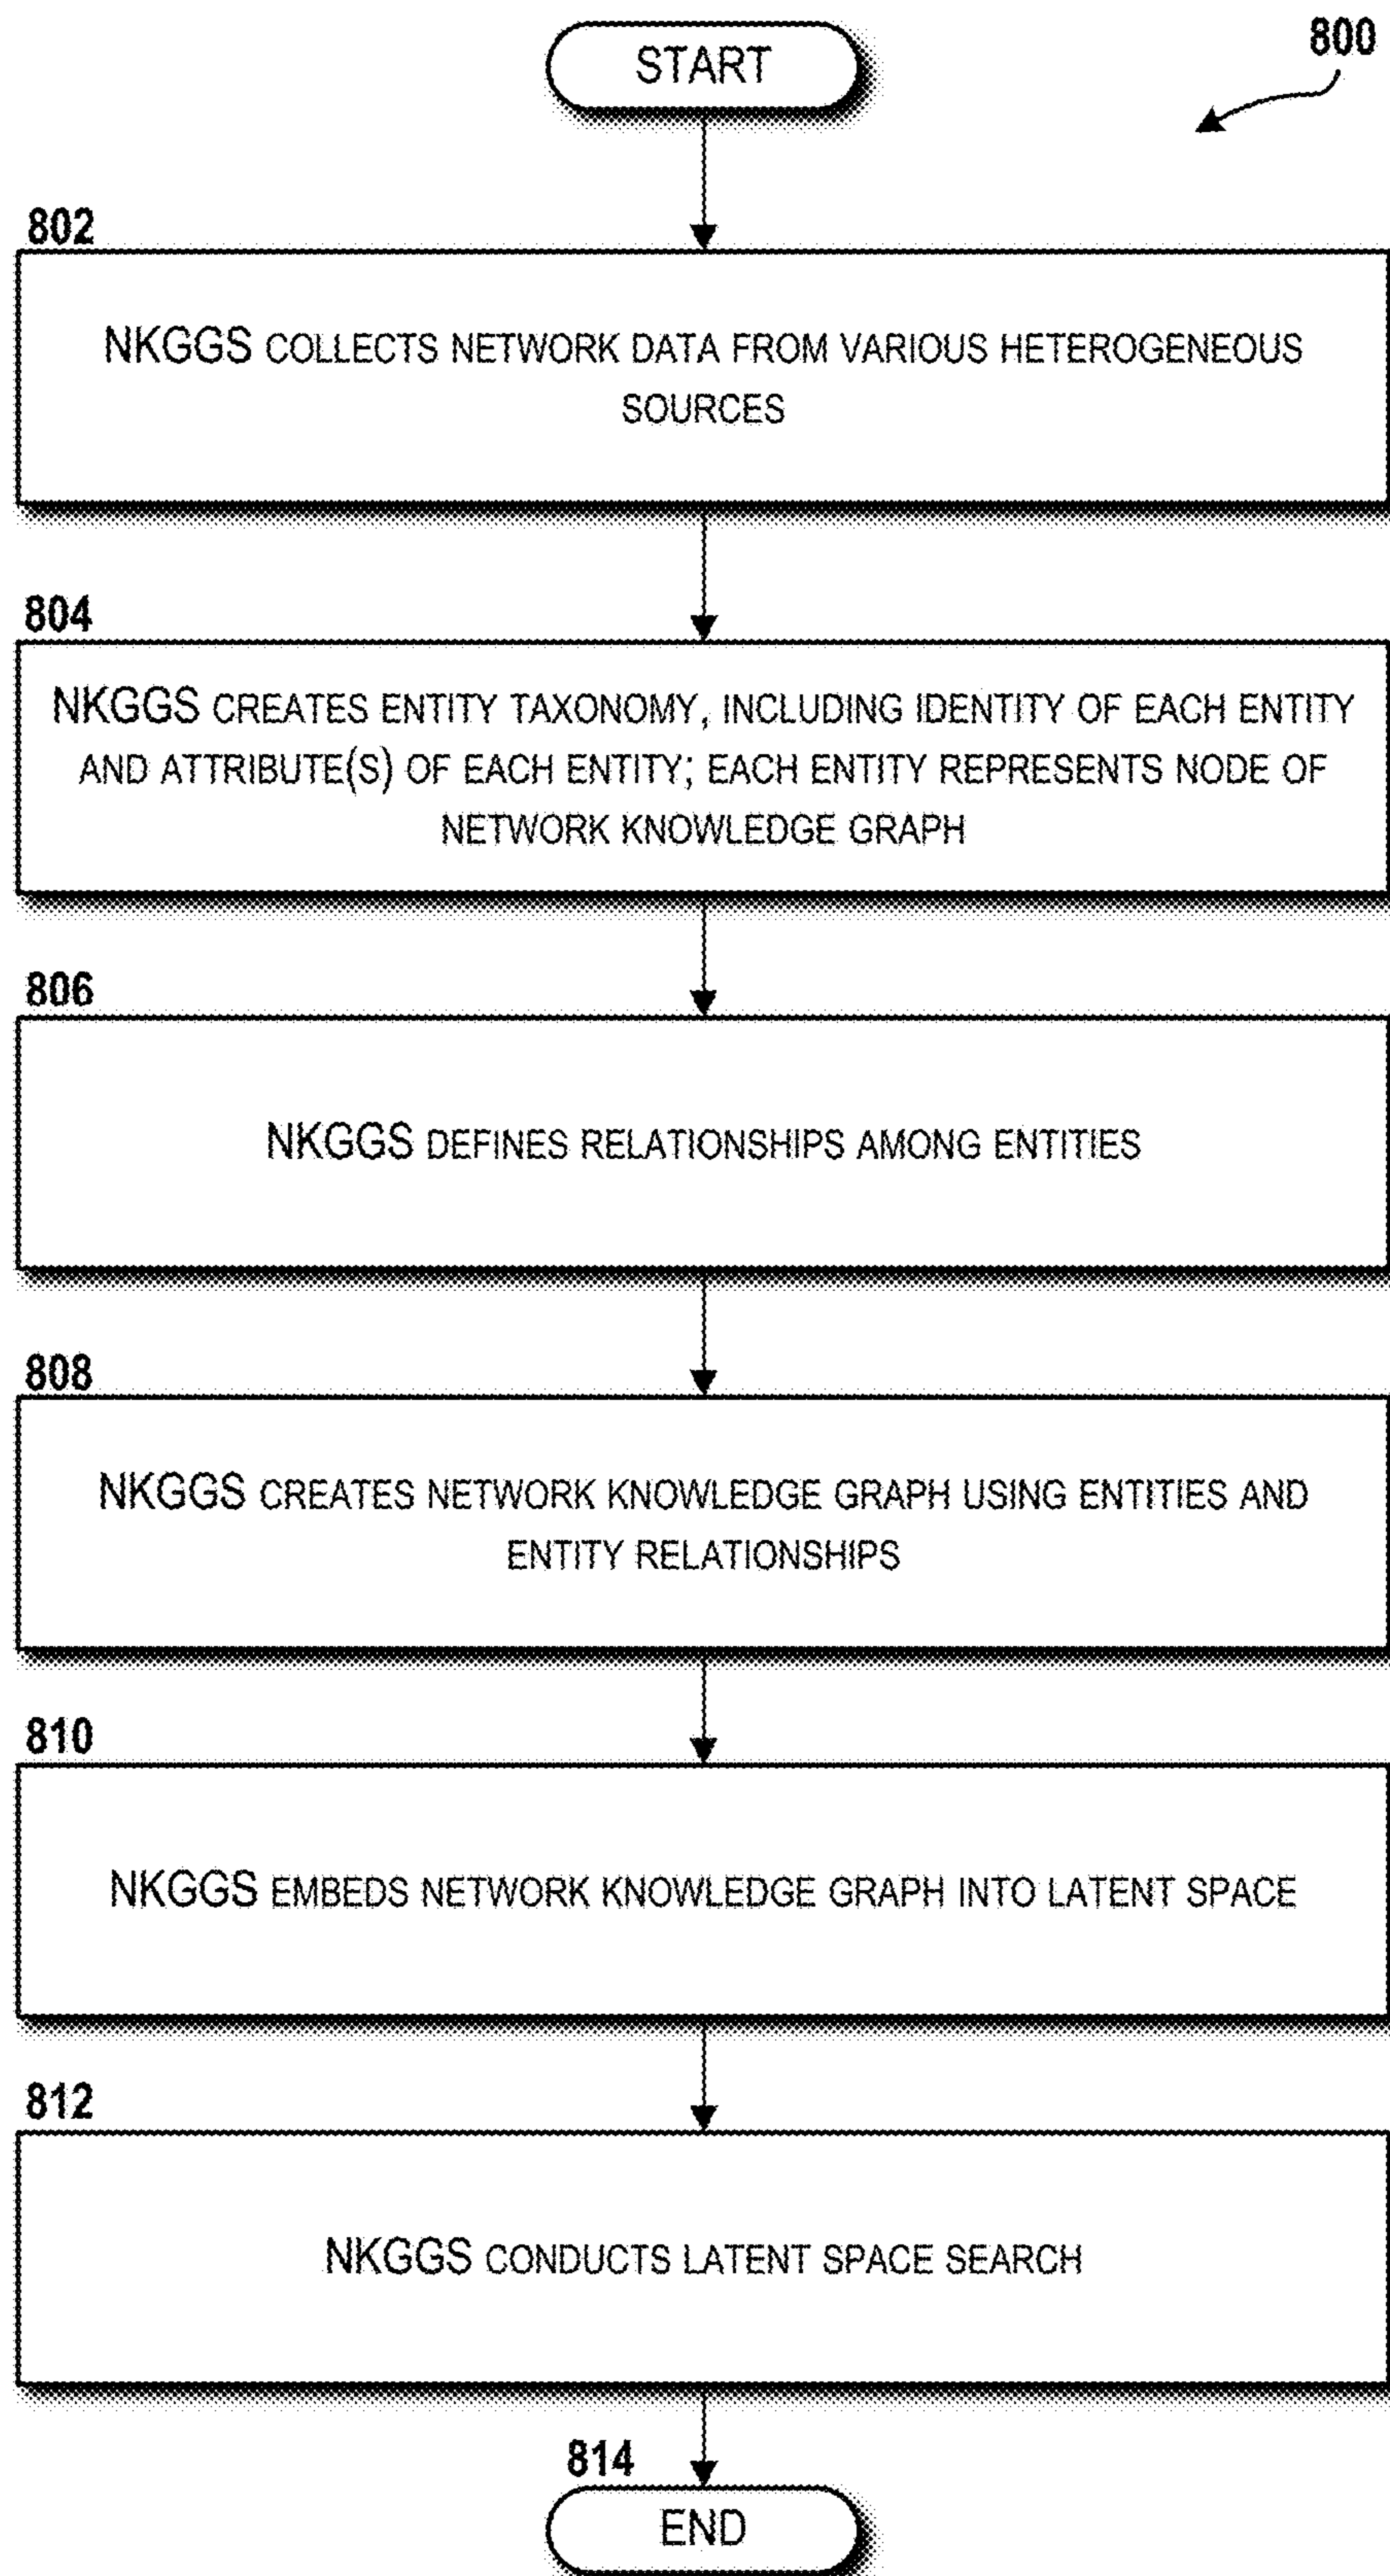 START
800
802
NKGGS COLLECTS NETWORK DATA FROM VARIOUS HETEROGENEOUS
SOURCES
804
NKGGS CREATES ENTITY TAXONOMY, INCLUDING IDENTITY OF EACH ENTITY
AND ATTRIBUTE(S) OF EACH ENTITY; EACH ENTITY REPRESENTS NODE OF
NETWORK KNOWLEDGE GRAPH
806
NKGGS DEFINES RELATIONSHIPS AMONG ENTITIES
808
NKGGS CREATES NETWORK KNOWLEDGE GRAPH USING ENTITIES AND
ENTITY RELATIONSHIPS
810
NKGGS EMBEDS NETWORK KNOWLEDGE GRAPH INTO LATENT SPACE
812
NKGGS CONDUCTS LATENT SPACE SEARCH
814
END